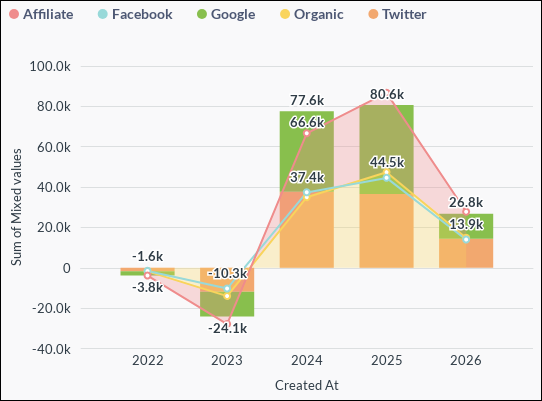 Affiliate Facebook Google Organic Twitter
100.0k
80.0k
60.0k
40.0k
20.0k
0
-20.0k
-40.0k
Sum of Mixed values
-1.6k
-3.8k
-10.3k
-24.1k
77.6k
66.6k
37.4k
80.6k
44.5k
26.8k
13.9k
2022 2023 2024 2025 2026
Created At